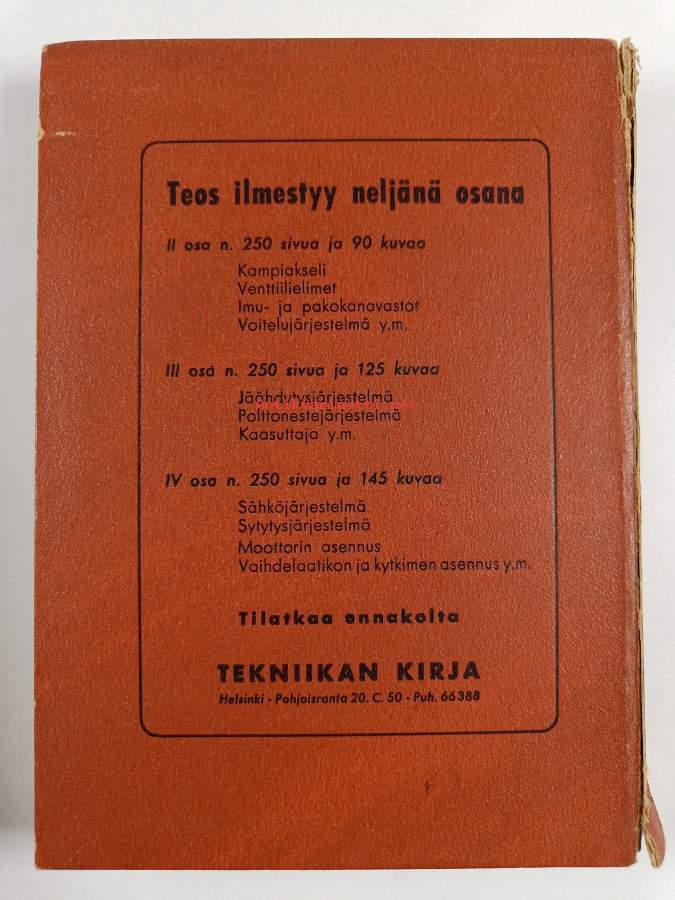 Teos ilmestyy neljänä osana
II osa n. 250 sivua ja 90 kuvaa
Kampiakseli
Venttiilielimet
Imu- ja pakokanavastot
Voitelujärjestelmä y.m.
III osa n. 250 sivua ja 125 kuvaa
Jäähdytysjärjestelmä
Polttonestejärjestelmä
Kaasuttaja y.m.
IV osa n. 250 sivua ja 145 kuvaa
Sähköjärjestelmä
Sytytysjärjestelmä
Moottorin asennus
Vaihdelaatikon ja kytkimen asennus y.m.
Tilatkaa ennakolta
TEKNIIKAN KIRJA
Helsinki - Pohjoisranta 20. C. 50 - Puh. 66 388